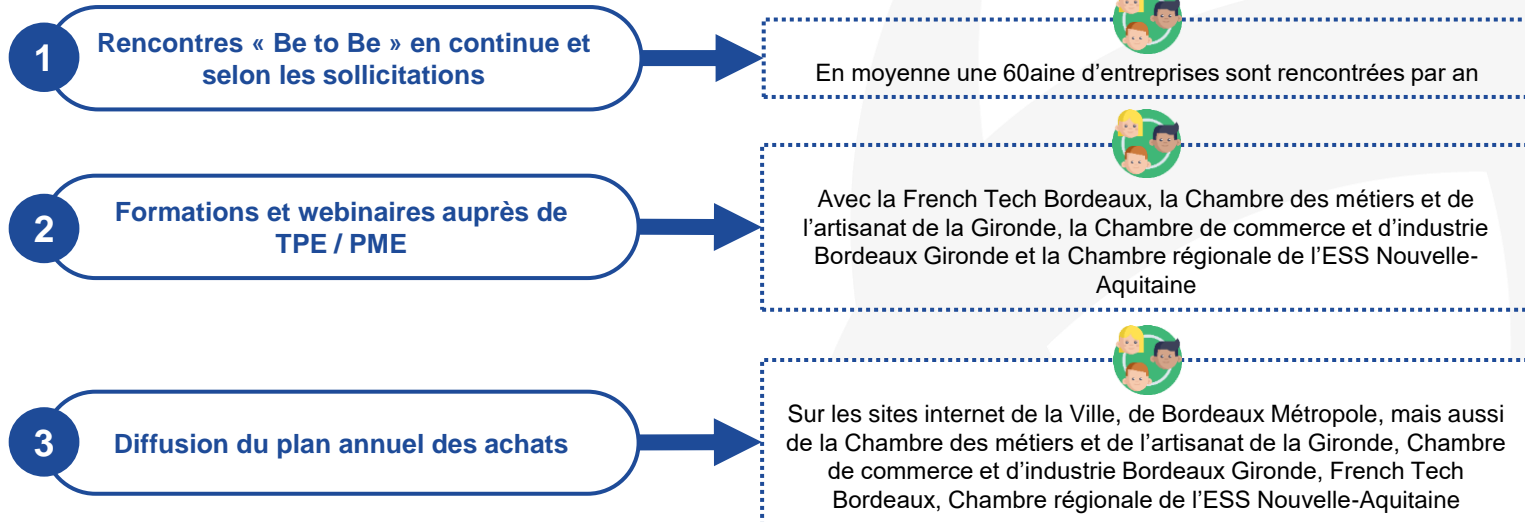 1
Rencontres « Be to Be » en continue et
selon les sollicitations
En moyenne une 60aine d’entreprises sont rencontrées par an
2
Formations et webinaires auprès de
TPE / PME
Avec la French Tech Bordeaux, la Chambre des métiers et de
l’artisanat de la Gironde, la Chambre de commerce et d’industrie
Bordeaux Gironde et la Chambre régionale de l’ESS Nouvelle-
Aquitaine
3
Diffusion du plan annuel des achats
Sur les sites internet de la Ville, de Bordeaux Métropole, mais aussi
de la Chambre des métiers et de l’artisanat de la Gironde, Chambre
de commerce et d’industrie Bordeaux Gironde, French Tech
Bordeaux, Chambre régionale de l’ESS Nouvelle-Aquitaine